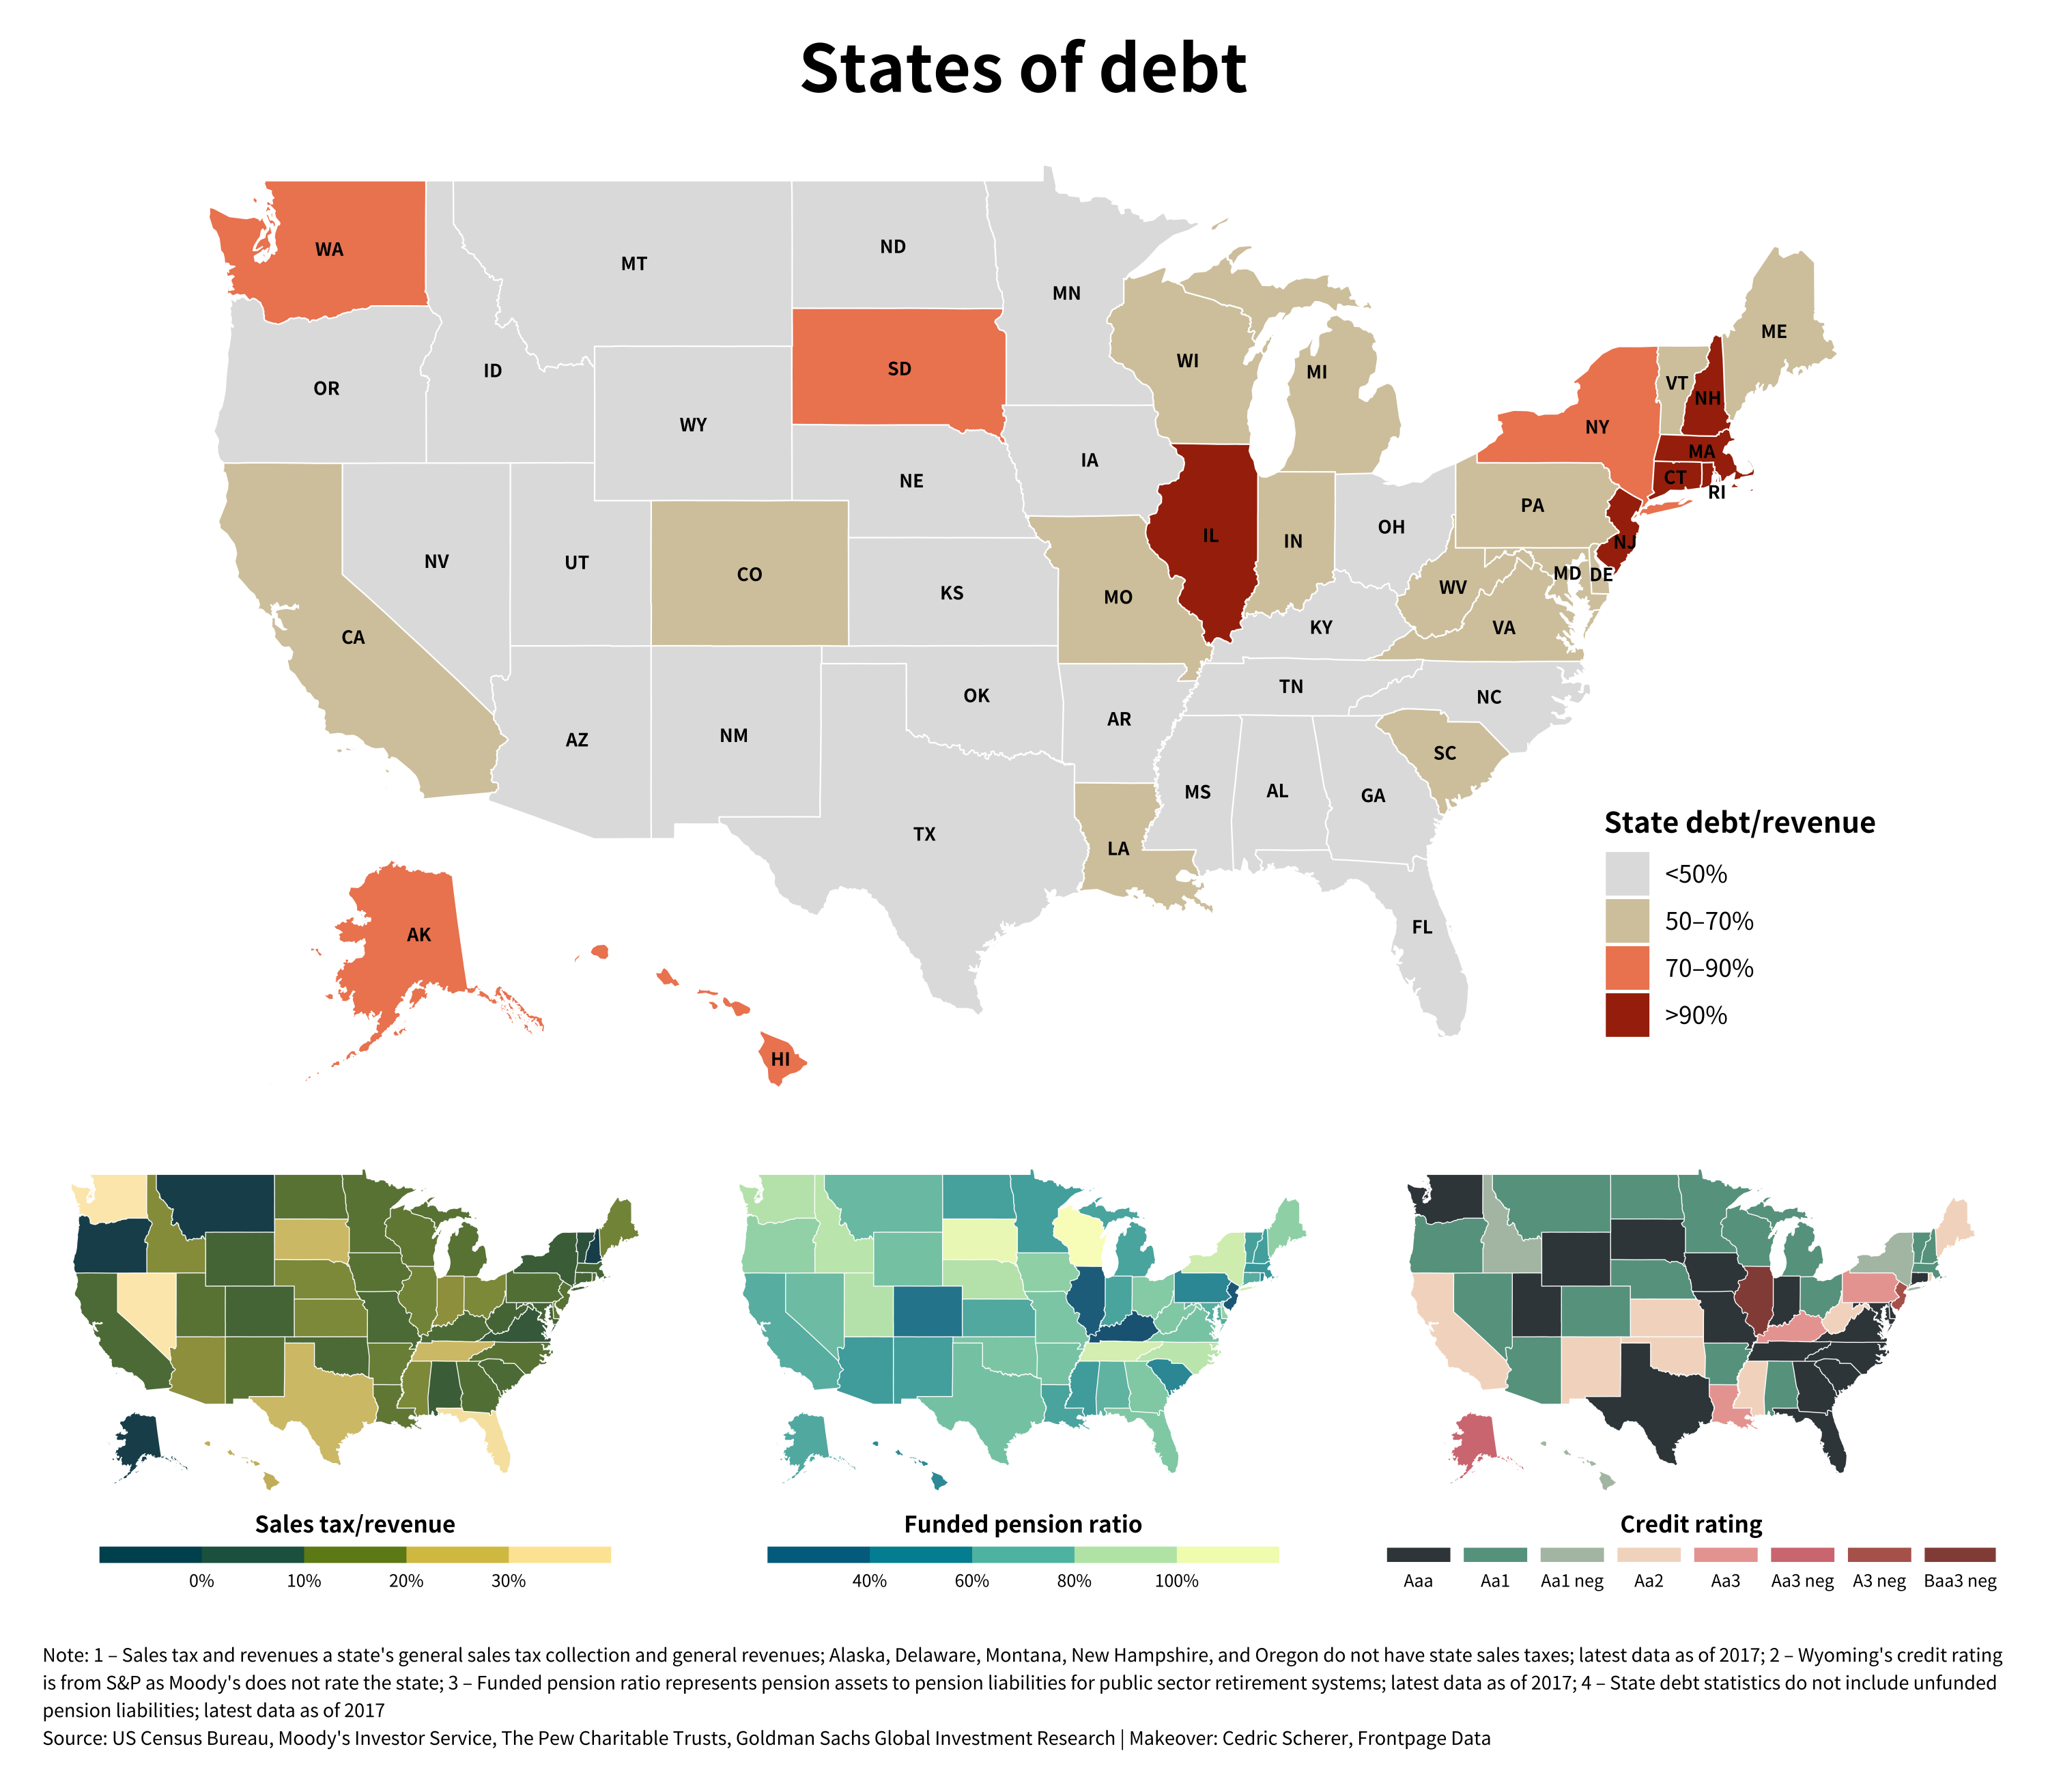 States of debt
WA
MT
ND
MN
OR
ID
WY
SD
WI
MI
ME
VT
NH
NY
MA
CT
RI
NV
UT
CO
NE
IA
IL
IN
OH
PA
NJ
CA
KS
MO
KY
WV
MD
DE
VA
AZ
NM
OK
AR
TN
NC
SC
TX
LA
MS
AL
GA
FL
AK
HI
State debt/revenue
<50%
50–70%
70–90%
>90%
Sales tax/revenue
0% 10% 20% 30%
Funded pension ratio
40% 60% 80% 100%
Credit rating
Aaa Aa1 Aa1 neg Aa2 Aa3 Aa3 neg A3 neg Baa3 neg
Note: 1 – Sales tax and revenues a state's general sales tax collection and general revenues; Alaska, Delaware, Montana, New Hampshire, and Oregon do not have state sales taxes; latest data as of 2017; 2 – Wyoming's credit rating
is from S&P as Moody's does not rate the state; 3 – Funded pension ratio represents pension assets to pension liabilities for public sector retirement systems; latest data as of 2017; 4 – State debt statistics do not include unfunded
pension liabilities; latest data as of 2017
Source: US Census Bureau, Moody's Investor Service, The Pew Charitable Trusts, Goldman Sachs Global Investment Research | Makeover: Cedric Scherer, Frontpage Data